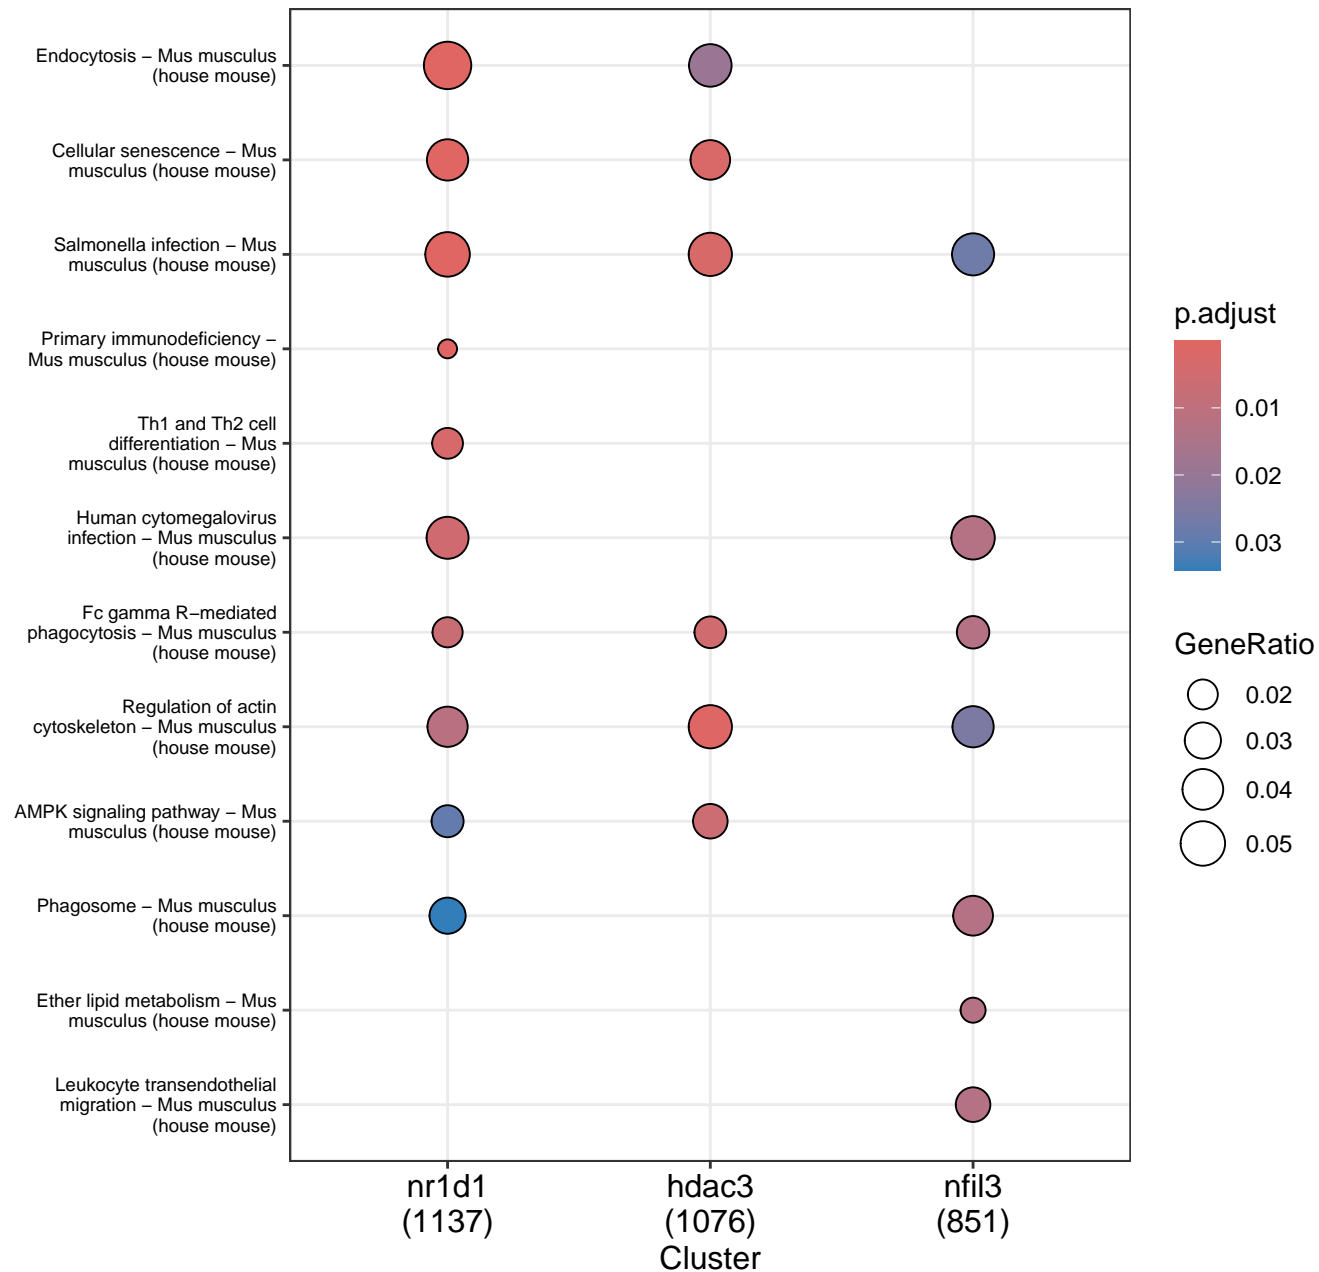 Endocytosis − Mus musculus
(house mouse)
Cellular senescence − Mus
musculus (house mouse)
Salmonella infection − Mus
musculus (house mouse)
Primary immunodeficiency −
Mus musculus (house mouse)
Th1 and Th2 cell
differentiation − Mus
musculus (house mouse)
Human cytomegalovirus
infection − Mus musculus
(house mouse)
Fc gamma R−mediated
phagocytosis − Mus musculus
(house mouse)
Regulation of actin
cytoskeleton − Mus musculus
(house mouse)
AMPK signaling pathway − Mus
musculus (house mouse)
Phagosome − Mus musculus
(house mouse)
Ether lipid metabolism − Mus
musculus (house mouse)
Leukocyte transendothelial
migration − Mus musculus
(house mouse)
nr1d1
(1137)
hdac3
(1076)
nfil3
(851)
Cluster
p.adjust
0.01
0.02
0.03
GeneRatio
0.02
0.03
0.04
0.05